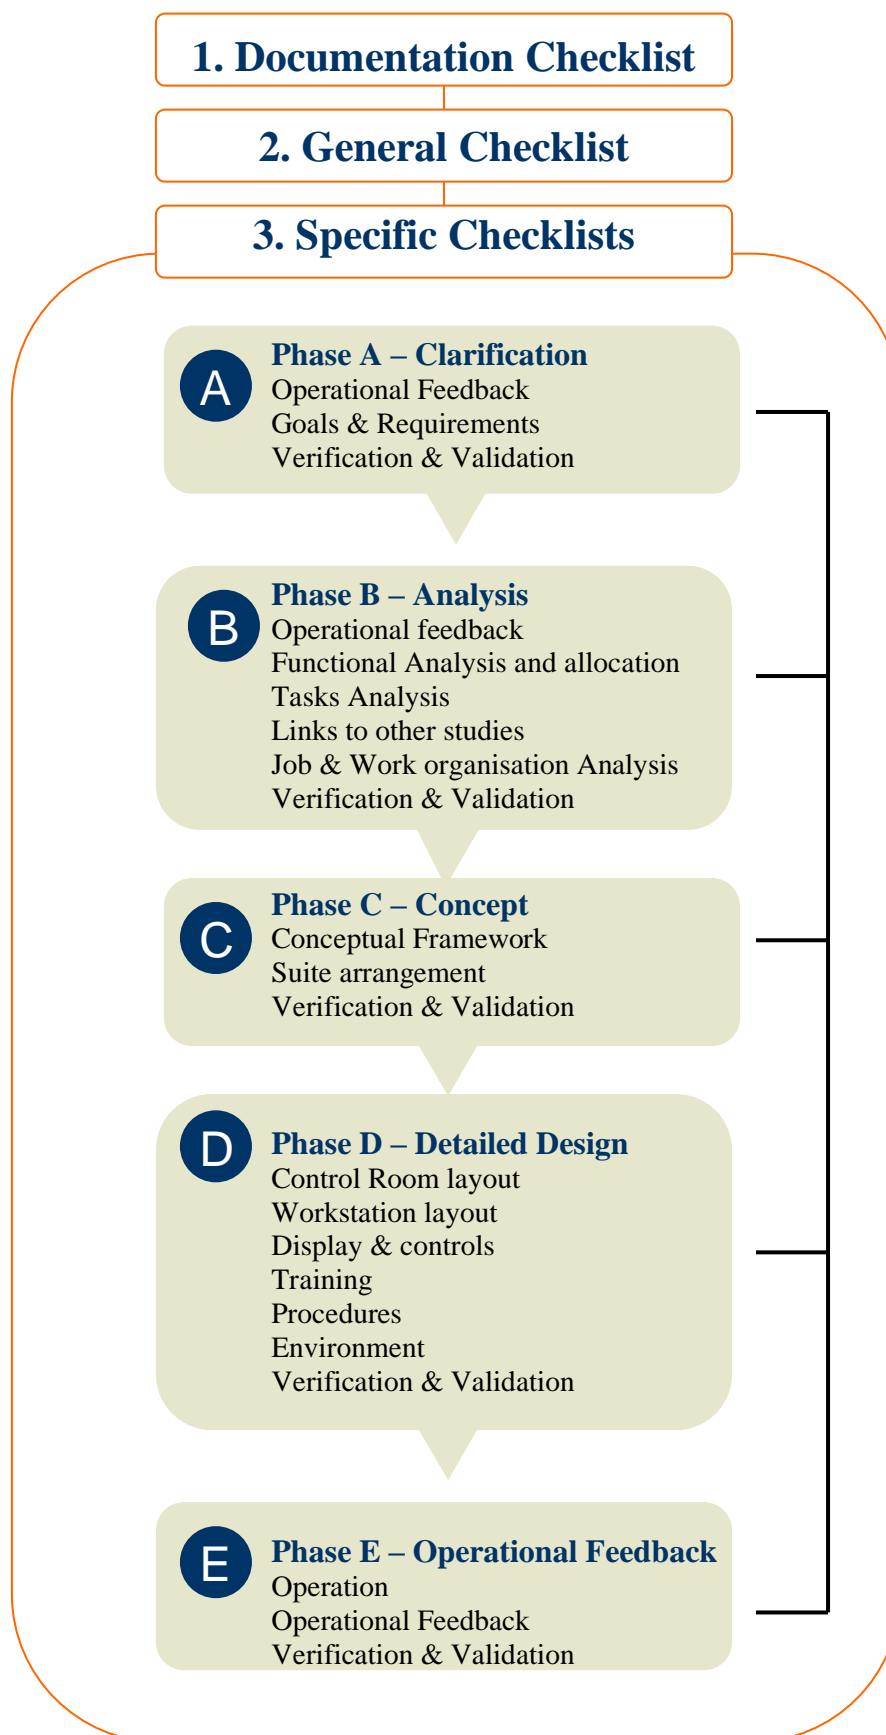 1. Documentation Checklist
2. General Checklist
3. Specific Checklists
A
Phase A – Clarification
Operational Feedback
Goals & Requirements
Verification & Validation
B
Phase B – Analysis
Operational feedback
Functional Analysis and allocation
Tasks Analysis
Links to other studies
Job & Work organisation Analysis
Verification & Validation
C
Phase C – Concept
Conceptual Framework
Suite arrangement
Verification & Validation
D
Phase D – Detailed Design
Control Room layout
Workstation layout
Display & controls
Training
Procedures
Environment
Verification & Validation
E
Phase E – Operational Feedback
Operation
Operational Feedback
Verification & Validation